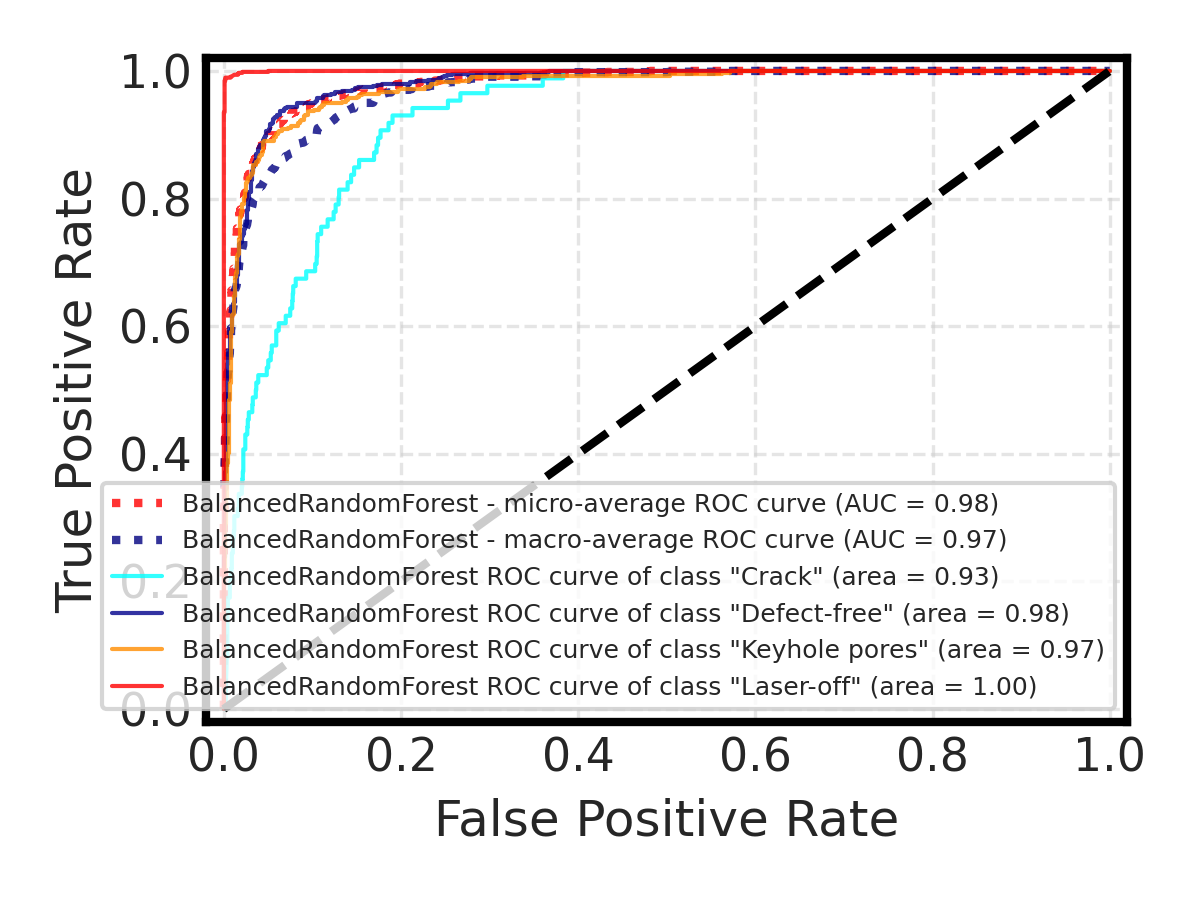 1.0
0.8
0.6
0.4
0.2
0.0
True Positive Rate
BalancedRandomForest - micro-average ROC curve (AUC = 0.98)
BalancedRandomForest - macro-average ROC curve (AUC = 0.97)
BalancedRandomForest ROC curve of class "Crack" (area = 0.93)
BalancedRandomForest ROC curve of class "Defect-free" (area = 0.98)
BalancedRandomForest ROC curve of class "Keyhole pores" (area = 0.97)
BalancedRandomForest ROC curve of class "Laser-off" (area = 1.00)
0.0 0.2 0.4 0.6 0.8 1.0
False Positive Rate